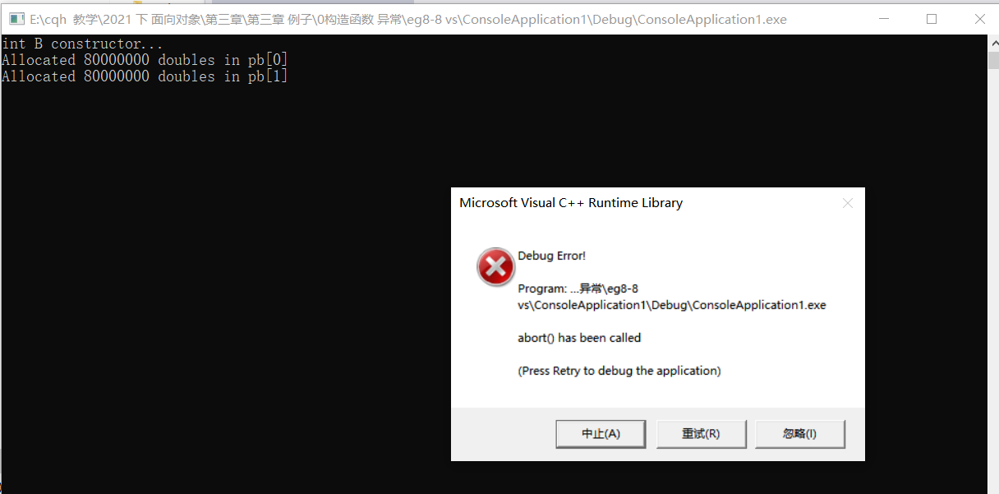 E:\cqh 教学\2021 下 面向对象\第三章\第三章 例子\0构造函数 异常\eg8-8 vs\ConsoleApplication1\Debug\ConsoleApplication1.exe
int B constructor...
Allocated 80000000 doubles in pb[0]
Allocated 80000000 doubles in pb[1]
Microsoft Visual C++ Runtime Library
Debug Error!
Program: ...异常\eg8-8
vs\ConsoleApplication1\Debug\ConsoleApplication1.exe
abort() has been called
(Press Retry to debug the application)
中止(A) 重试(R) 忽略(I)